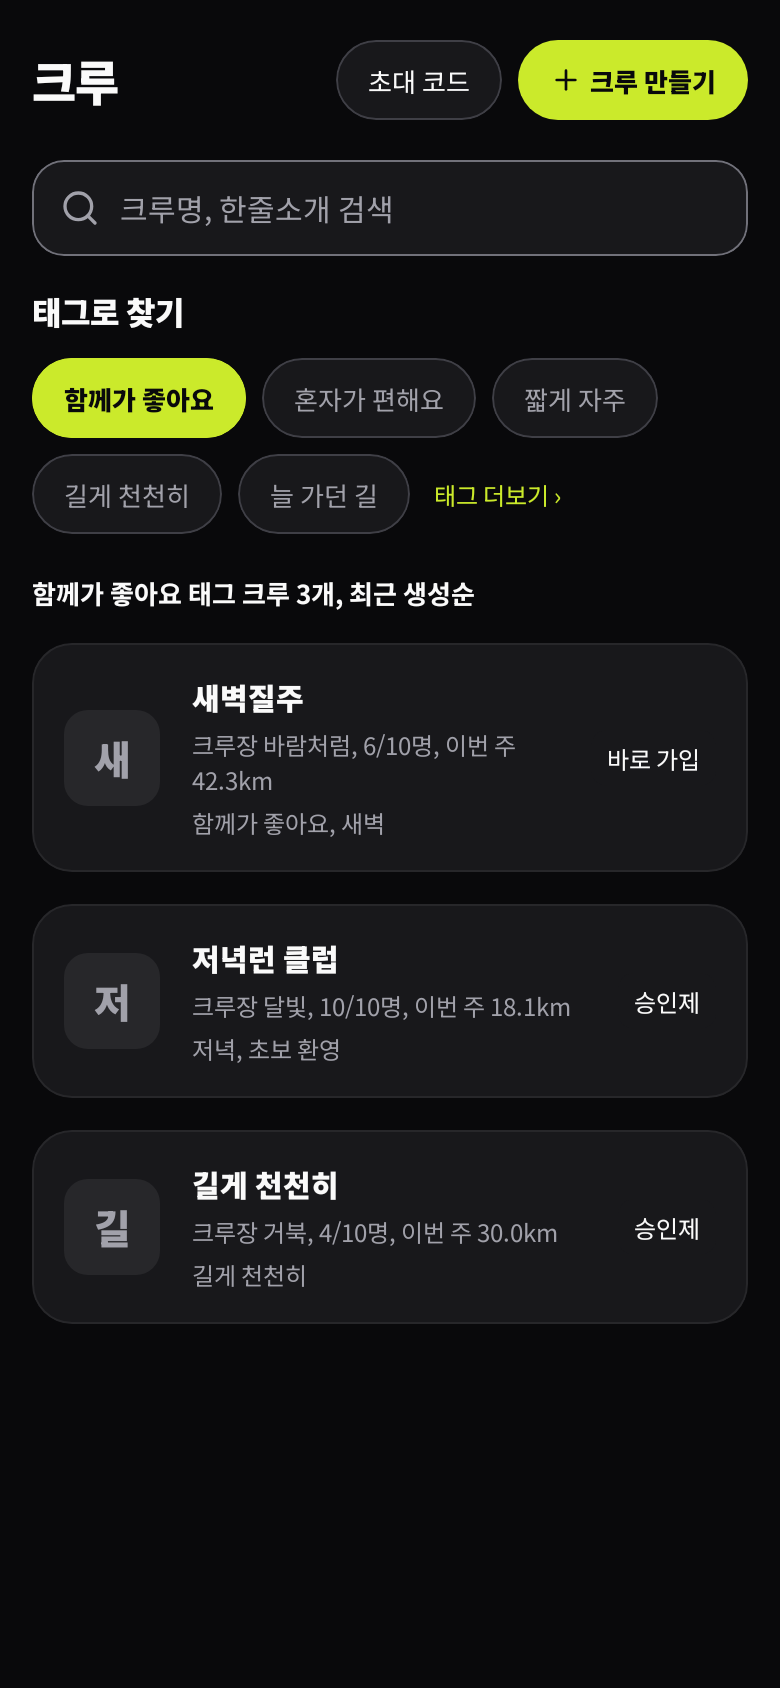 크루
초대 코드
+ 크루 만들기
크루명, 한줄소개 검색
태그로 찾기
함께가 좋아요
혼자가 편해요
짧게 자주
길게 천천히
늘 가던 길
태그 더보기 ›
함께가 좋아요 태그 크루 3개, 최근 생성순
새
새벽질주
크루장 바람처럼, 6/10명, 이번 주
42.3km
함께가 좋아요, 새벽
바로 가입
저
저녁런 클럽
크루장 달빛, 10/10명, 이번 주 18.1km
저녁, 초보 환영
승인제
길
길게 천천히
크루장 거북, 4/10명, 이번 주 30.0km
길게 천천히
승인제